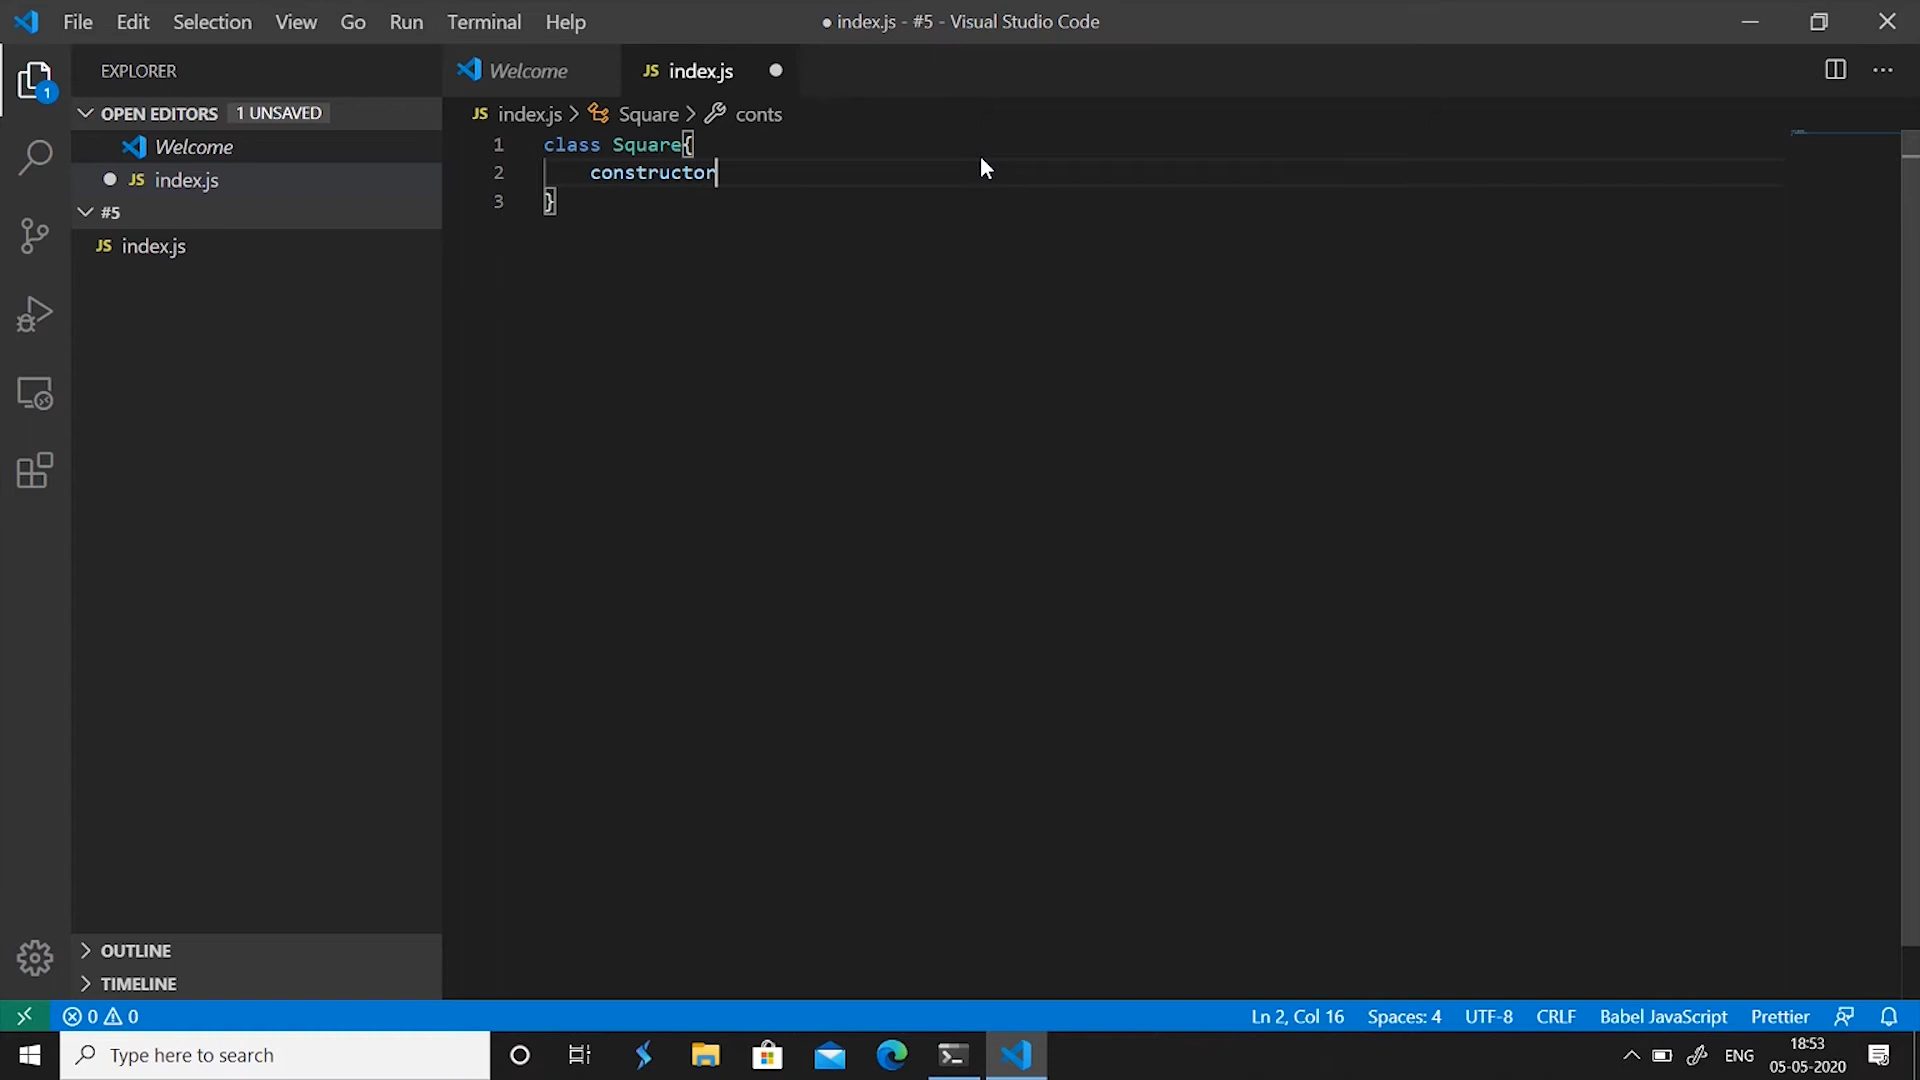 File Edit Selection View Go Run Terminal Help
● index.js - #5 - Visual Studio Code
EXPLORER
OPEN EDITORS 1 UNSAVED
Welcome
JS index.js
#5
JS index.js
OUTLINE
TIMELINE
1
Welcome
JS index.js
JS index.js > Square > conts
1 class Square{
2 constructor
3 }
0 0
Ln 2, Col 16 Spaces: 4 UTF-8 CRLF Babel JavaScript Prettier
Type here to search
ENG
18:53
05-05-2020